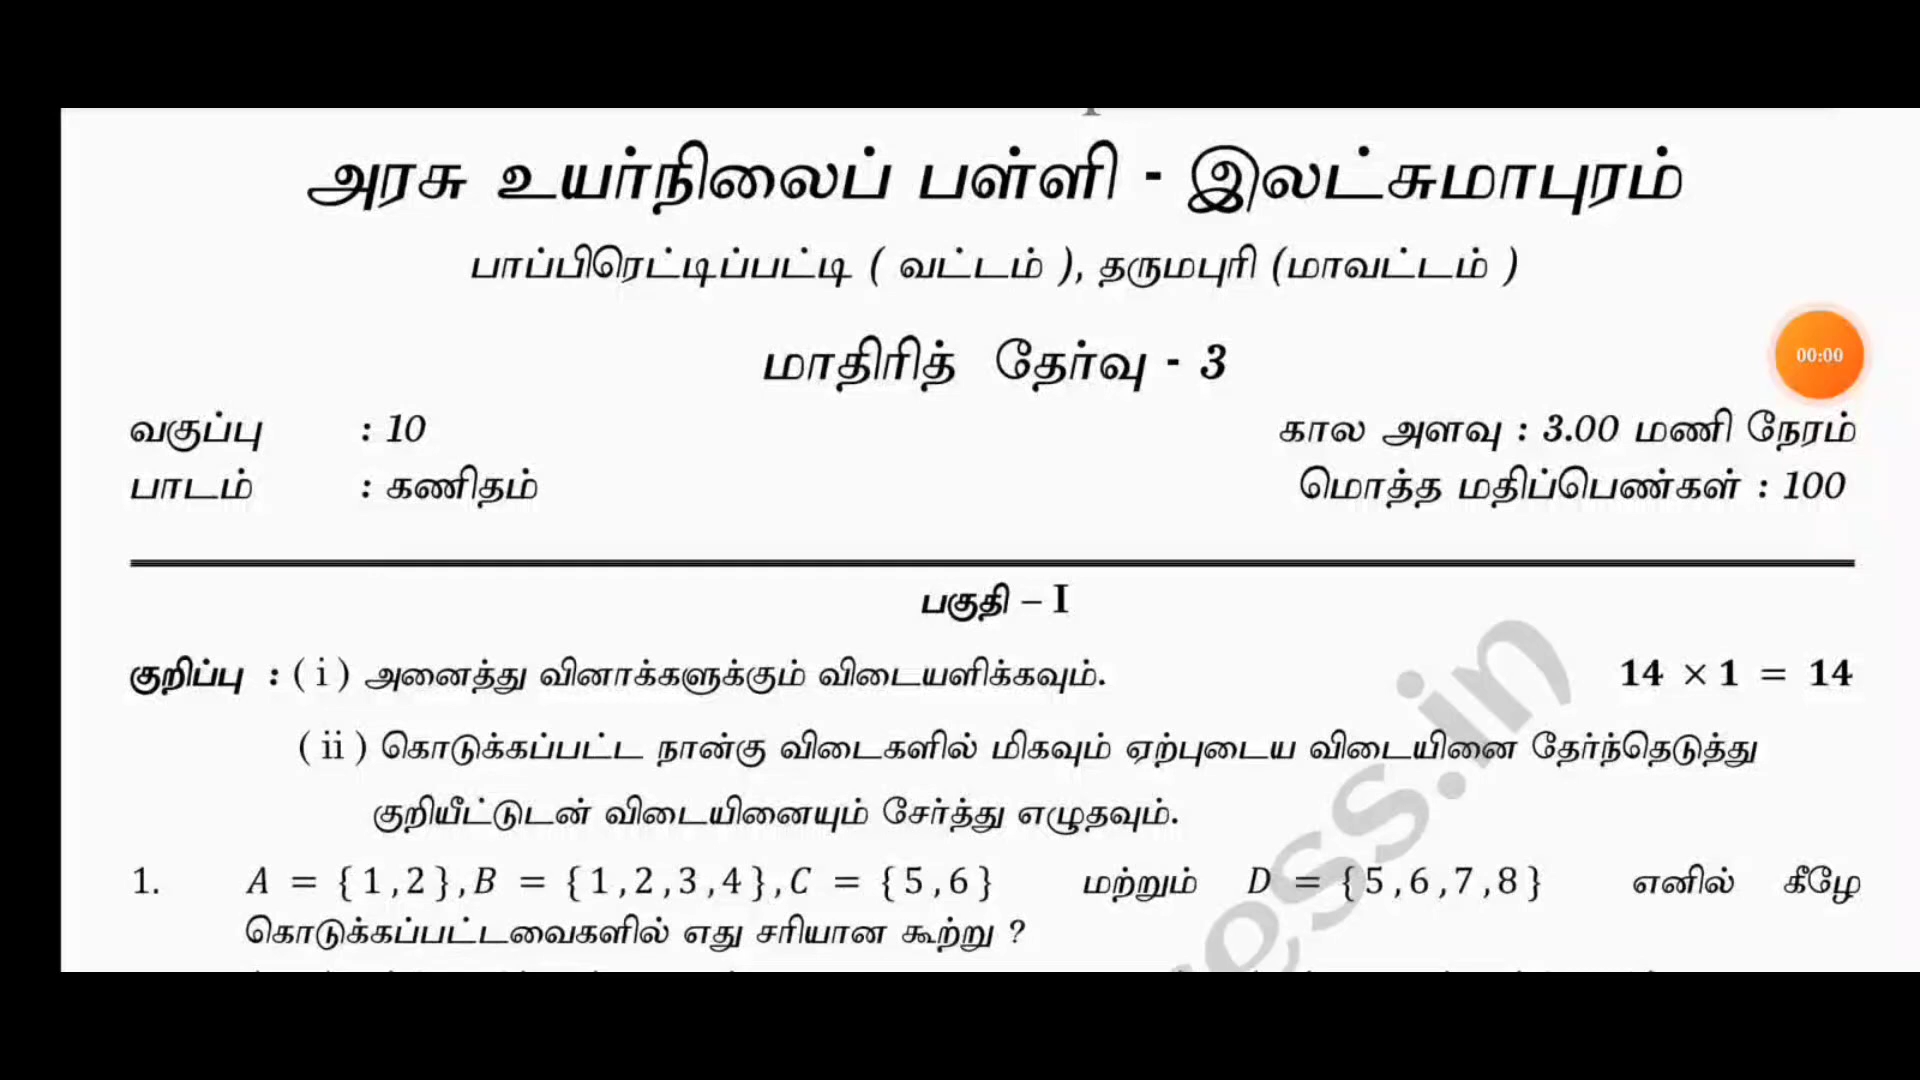 அரசு உயர்நிலைப் பள்ளி - இலட்சுமாபுரம்
பாப்பிரெட்டிப்பட்டி ( வட்டம் ), தருமபுரி (மாவட்டம் )
மாதிரித் தேர்வு - 3
00:00
வகுப்பு : 10 கால அளவு : 3.00 மணி நேரம்
பாடம் : கணிதம் மொத்த மதிப்பெண்கள் : 100
பகுதி – I
குறிப்பு : ( i ) அனைத்து வினாக்களுக்கும் விடையளிக்கவும். 14 × 1 = 14
( ii ) கொடுக்கப்பட்ட நான்கு விடைகளில் மிகவும் ஏற்புடைய விடையினை தேர்ந்தெடுத்து
குறியீட்டுடன் விடையினையும் சேர்த்து எழுதவும்.
1. A = { 1 , 2 } , B = { 1 , 2 , 3 , 4 } , C = { 5 , 6 } மற்றும் D = { 5 , 6 , 7 , 8 } எனில் கீழே
கொடுக்கப்பட்டவைகளில் எது சரியான கூற்று ?
ess.in